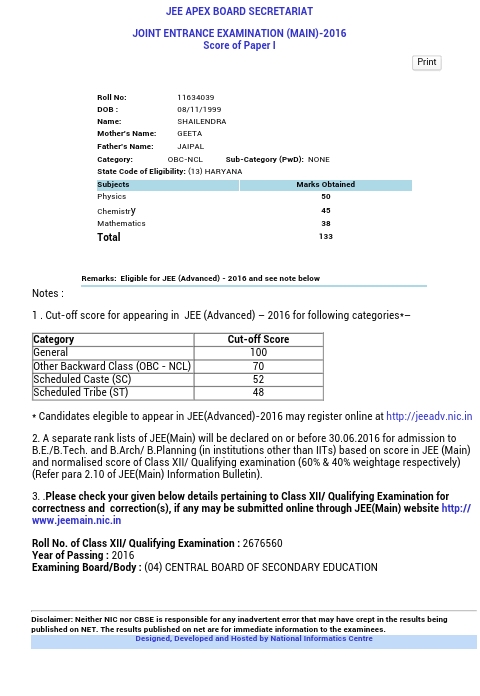 JEE APEX BOARD SECRETARIAT
JOINT ENTRANCE EXAMINATION (MAIN)-2016
Score of Paper I
Print
Roll No: 11634039
DOB : 08/11/1999
Name: SHAILENDRA
Mother's Name: GEETA
Father's Name: JAIPAL
Category: OBC-NCL Sub-Category (PwD): NONE
State Code of Eligibility: (13) HARYANA
Subjects Marks Obtained
Physics 50
Chemistry 45
Mathematics 38
Total 133
Remarks: Eligible for JEE (Advanced) - 2016 and see note below
Notes :
1 . Cut-off score for appearing in JEE (Advanced) – 2016 for following categories*–
Category Cut-off Score
General 100
Other Backward Class (OBC - NCL) 70
Scheduled Caste (SC) 52
Scheduled Tribe (ST) 48
* Candidates elegible to appear in JEE(Advanced)-2016 may register online at http://jeeadv.nic.in
2. A separate rank lists of JEE(Main) will be declared on or before 30.06.2016 for admission to
B.E./B.Tech. and B.Arch/ B.Planning (in institutions other than IITs) based on score in JEE (Main)
and normalised score of Class XII/ Qualifying examination (60% & 40% weightage respectively)
(Refer para 2.10 of JEE(Main) Information Bulletin).
3. .Please check your given below details pertaining to Class XII/ Qualifying Examination for
correctness and correction(s), if any may be submitted online through JEE(Main) website http://
www.jeemain.nic.in
Roll No. of Class XII/ Qualifying Examination : 2676560
Year of Passing : 2016
Examining Board/Body : (04) CENTRAL BOARD OF SECONDARY EDUCATION
Disclaimer: Neither NIC nor CBSE is responsible for any inadvertent error that may have crept in the results being
published on NET. The results published on net are for immediate information to the examinees.
Designed, Developed and Hosted by National Informatics Centre